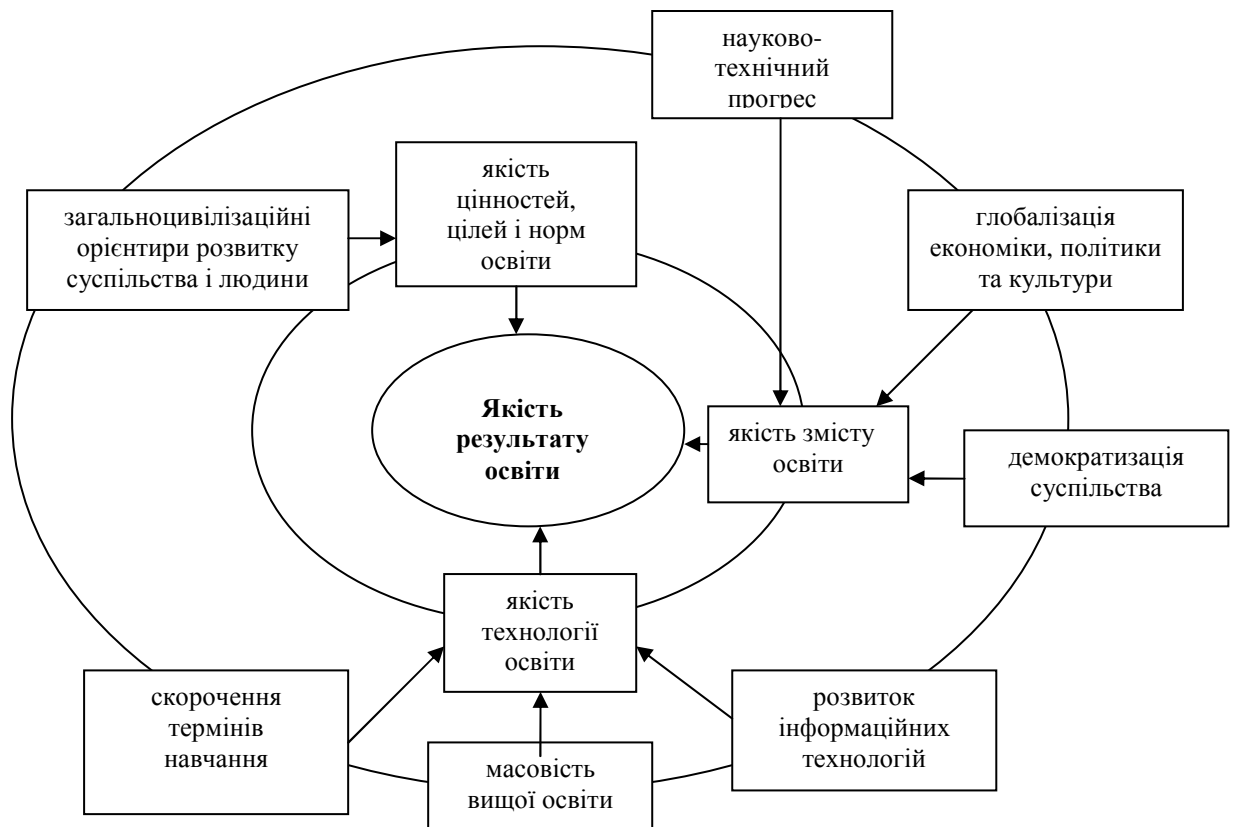 науково-
технічний
прогрес
якість
цінностей,
цілей і норм
освіти
загальноцивілізаційні
орієнтири розвитку
суспільства і людини
глобалізація
економіки, політики
та культури
Якість
результату
освіти
якість змісту
освіти
демократизація
суспільства
якість
технології
освіти
скорочення
термінів
навчання
масовість
вищої освіти
розвиток
інформаційних
технологій